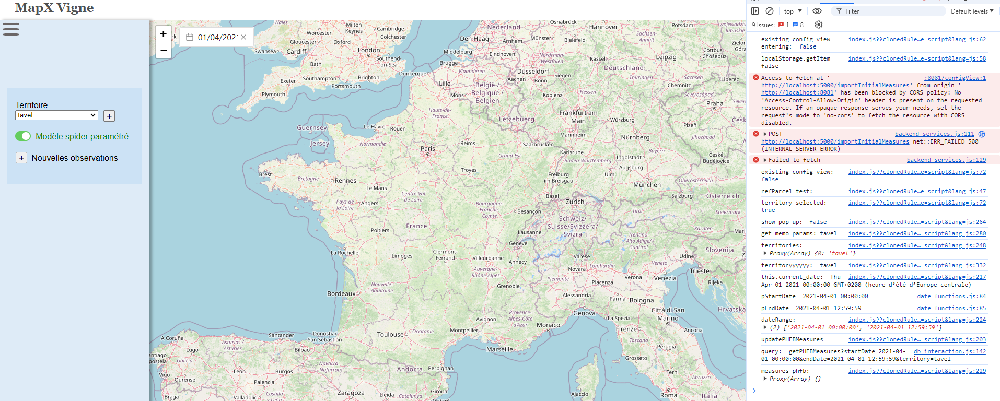 MapX Vigne
Territoire
tavel
+
Modèle spider paramétré
+ Nouvelles observations
+
−
01/04/202
Wales
Milton
Keynes
Cambridge
Worcester
Gloucester
Oxford
Colchester
Swansea
Cardiff
London
Southend-
on-Sea
Bath
Exeter
Southampton
Brighton
Portsmouth
Plymouth
Dunkerque
Nederland
Den Haag
Arnhem
Münster
Bielefeld
Osnabrück
Hannover
Potsdam
województwo
Zielona
Góra
Cottbus
Chóśebuz
Sachsen-
Anhalt
Leipzig
Middelburg
Eindhoven
Nordrhein-
Westfalen
Brugge
Vlaanderen
Düsseldorf
Kassel
Deutschland
Sachsen
Lille
België /
Belgique /
Belgien
Aachen
Bonn
Siegen
Thüringen
Chemnitz
Liberec
Mons
Koblenz
Hessen
Severozápad
Hauts-de-
France
Frankfurt am
Main
Praha
Lëtzebuerg
Würzburg
Guernsey
Le Havre
Rouen
Mannheim
Plzeň
Jersey
Normandie
Reims
Saarbrücken
Nürnberg
Jihozápad
Paris
Karlsruhe
Bayern
Grand Est
Ingolstadt
České
Budějovice
Brest
Troyes
Augsburg
Bretagne
Rennes
Freiburg
im Breisgau
Ulm
Oberösterreich
Le Mans
München
Pays de
la Loire
Angers
Centre-Val
de Loire
Basel
Salzburg
Zürich
Österreich
Bourgogne-
Franche-
Comté
Besançon
Tirol
Steiermark
Poitiers
France
Schweiz/
Suisse/Svizzera/
Svizra
Lausanne
Kärnten
Genève
Trentino-
Alto Adige/
Südtirol
La Rochelle
Limoges
Clermont-
Ferrand
Villeurbanne
Annecy
Varese
Udine
Slovenija
Novara
Lombardia
Veneto
Trieste
Auvergne-
Rhône-Alpes
Piemonte
Verona
Venezia
Rijeka
Nouvelle-
Aquitaine
Grenoble
Piacenza
Bordeaux
Alessandria
Parma
Bologna
Hrvatska
Provence-
Alpes-Côte
d'Azur
Genova
La Spezia
Città di San
Marino
Avignon
Monaco
Firenze
Occitanie
A Coruña
Santander
Donostia/
San Sebastián
Toulouse
Montpellier
Marseille
Ancona
Lugo
Asturias /
Asturies
Bilbao
Toscana
Perugia
Santiago
Galicia
León
Navarra -
Nafarroa
Andorra
Perpignan
Grosseto
Vigo
Ourense
Burgos
Terni
Abruzzo
Palencia
Girona
Braga
Castilla
y León
Valladolid
Zaragoza
Lleida
Catalunya
Ajaccio
Roma
Italia
top
Filter
Default levels
9 Issues: 1 8
existing config view index.js??clonedRule…e=script&lang=js:62
entering: false
localStorage.getItem index.js??clonedRule…=script&lang=js:58
false
Access to fetch at ' :8081/configView:1
http://localhost:5000/importInitialMeasures' from origin '
http://localhost:8081' has been blocked by CORS policy: No
'Access-Control-Allow-Origin' header is present on the requested
resource. If an opaque response serves your needs, set the
request's mode to 'no-cors' to fetch the resource with CORS
disabled.
POST backend services.js:111
http://localhost:5000/importInitialMeasures net::ERR_FAILED 500
(INTERNAL SERVER ERROR)
Failed to fetch backend services.js:129
existing config view: index.js??clonedRule…=script&lang=js:72
false
refParcel test: index.js??clonedRule…=script&lang=js:47
territory selected: index.js??clonedRule…=script&lang=js:72
true
show pop up: false index.js??clonedRule…=script&lang=js:264
get memo params: tavel index.js??clonedRule…=script&lang=js:280
territories: index.js??clonedRule…=script&lang=js:248
Proxy(Array) {0: 'tavel'}
territoryyyyyy: tavel index.js??clonedRule…=script&lang=js:332
this.current_date: Thu index.js??clonedRule…=script&lang=js:217
Apr 01 2021 00:00:00 GMT+0200 (heure d'été d'Europe centrale)
pStartDate 2021-04-01 00:00:00 date functions.js:84
pEndDate 2021-04-01 12:59:59 date functions.js:85
dateRange: index.js??clonedRule…=script&lang=js:224
(2) ['2021-04-01 00:00:00', '2021-04-01 12:59:59']
updatePHFBMeasures index.js??clonedRule…=script&lang=js:203
query: getPHFBMeasures?startDate=2021-04- db interaction.js:142
01 00:00:00&endDate=2021-04-01 12:59:59&territory=tavel
measures phfb: index.js??clonedRule…=script&lang=js:229
Proxy(Array) {}